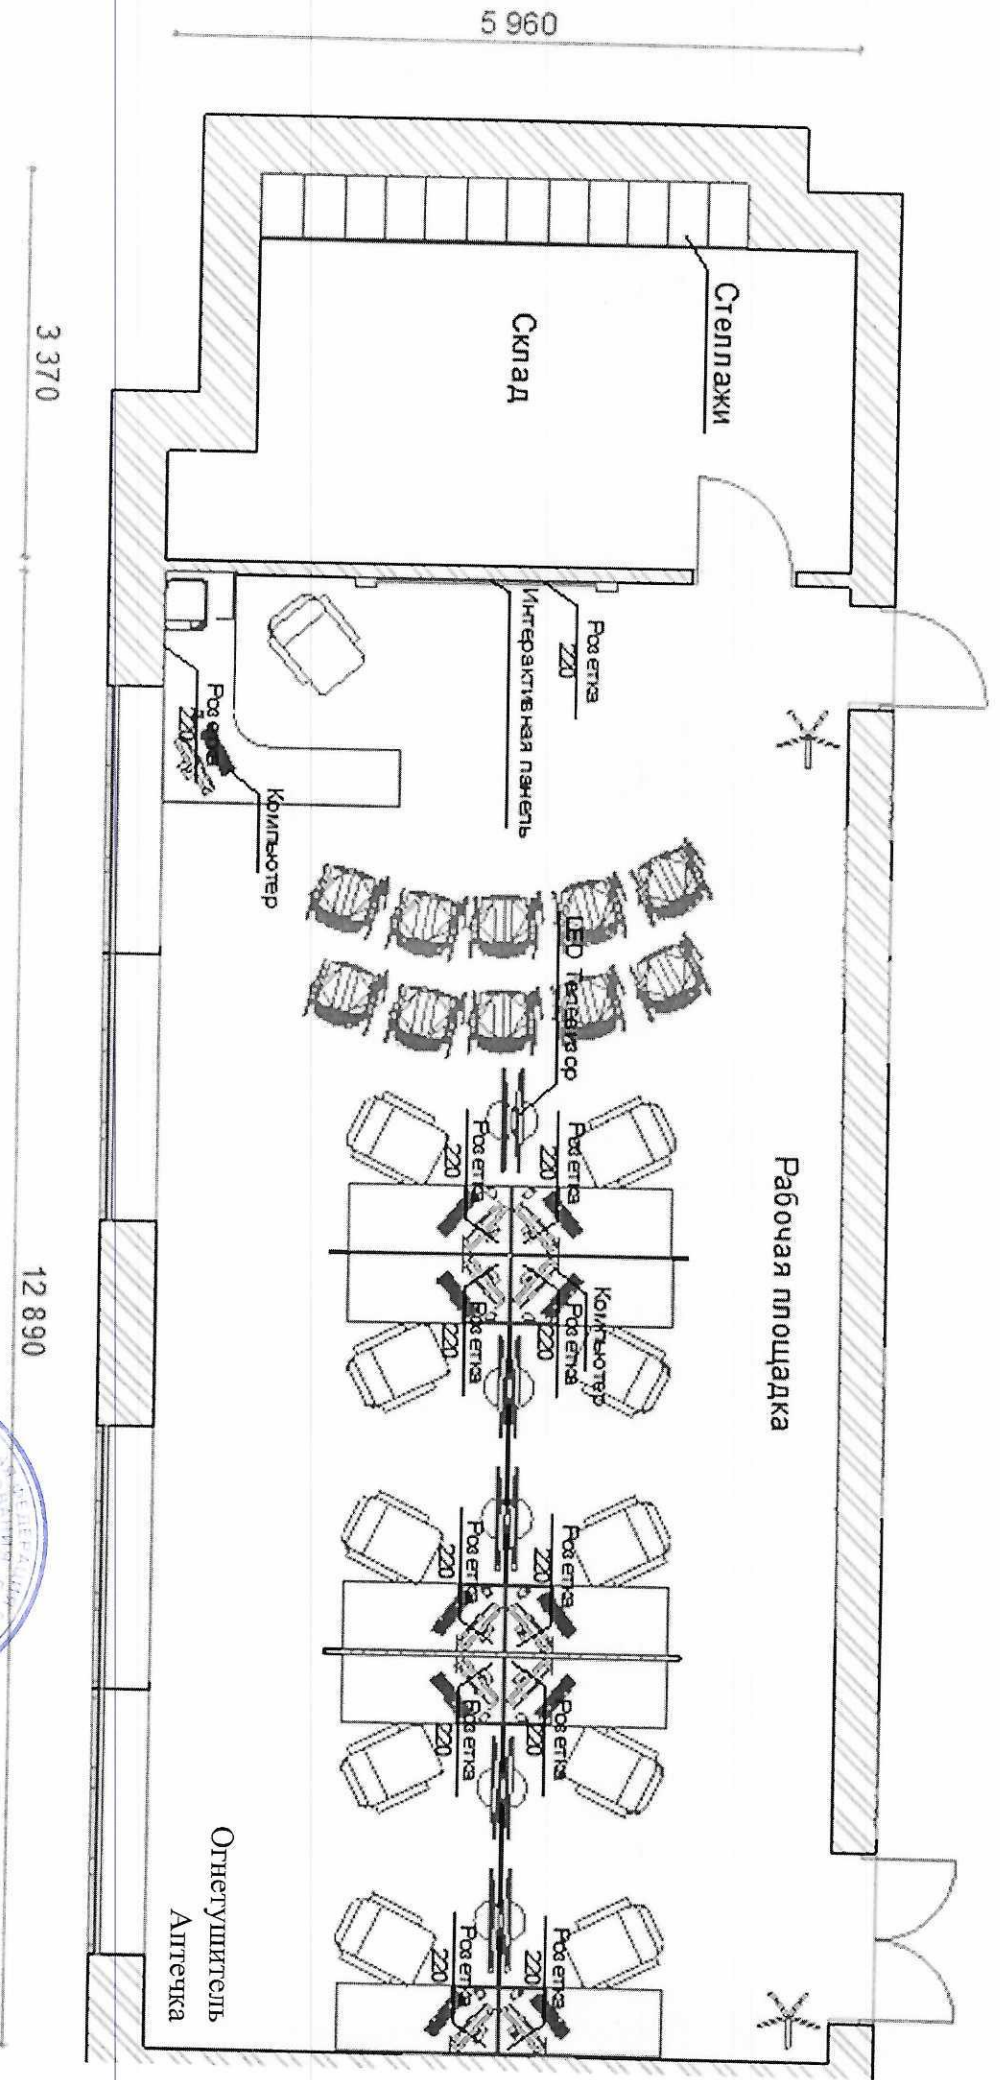 5 960
3 370
12 890
Стеллажи
Склад
Розетка
220
Интерактивная панель
Розетка
220
Компьютер
LED Телевизор
Рабочая площадка
Розетка
220
Розетка
220
Компьютер
Розетка
220
Розетка
220
Розетка
220
Розетка
220
Розетка
220
Розетка
220
Розетка
220
Розетка
220
Огнетушитель
Аптечка